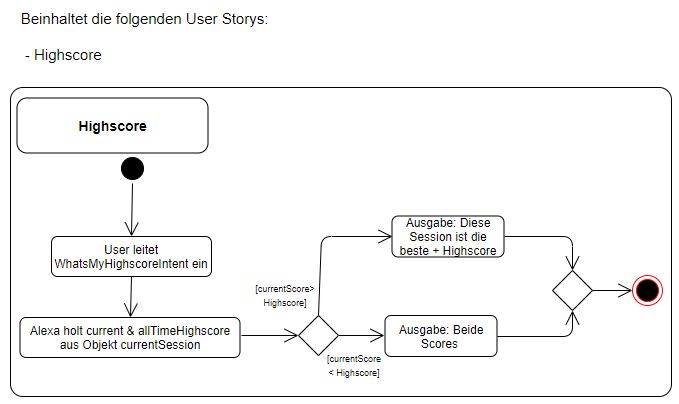 Beinhaltet die folgenden User Storys:
- Highscore
Highscore
User leitet
WhatsMyHighscoreIntent ein
Alexa holt current & allTimeHighscore
aus Objekt currentSession
[currentScore>
Highscore]
[currentScore
< Highscore]
Ausgabe: Diese
Session ist die
beste + Highscore
Ausgabe: Beide
Scores